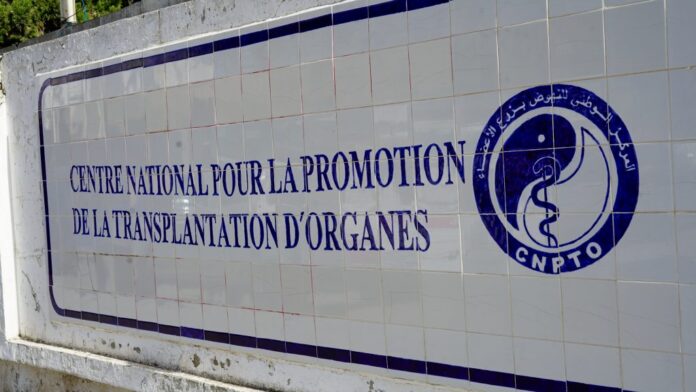 CENTRE NATIONAL POUR LA PROMOTION
DE LA TRANSPLANTATION D'ORGANES
المركز الوطني للنهوض بزرع الأعضاء
CNPTO